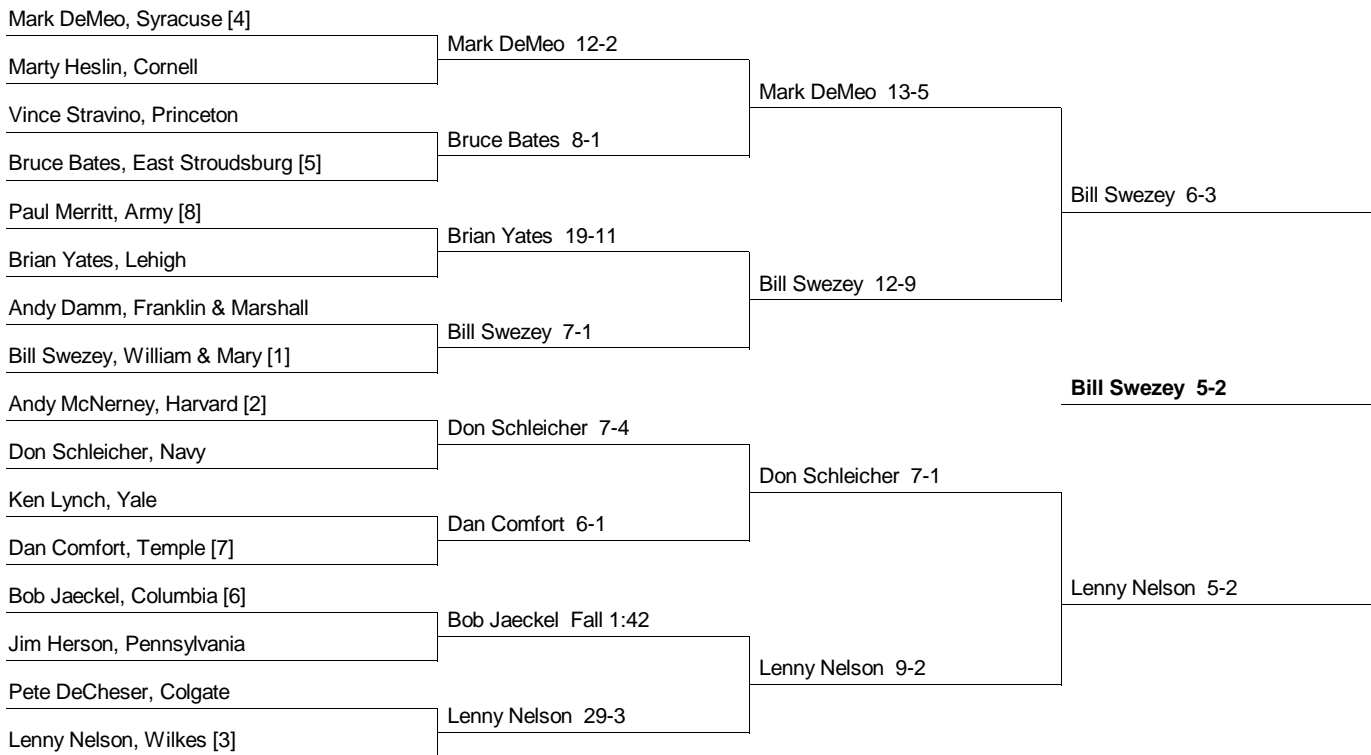 Mark DeMeo, Syracuse [4]
Marty Heslin, Cornell
Vince Stravino, Princeton
Bruce Bates, East Stroudsburg [5]
Paul Merritt, Army [8]
Brian Yates, Lehigh
Andy Damm, Franklin & Marshall
Bill Swezey, William & Mary [1]
Andy McNerney, Harvard [2]
Don Schleicher, Navy
Ken Lynch, Yale
Dan Comfort, Temple [7]
Bob Jaeckel, Columbia [6]
Jim Herson, Pennsylvania
Pete DeCheser, Colgate
Lenny Nelson, Wilkes [3]
Mark DeMeo 12-2
Bruce Bates 8-1
Brian Yates 19-11
Bill Swezey 7-1
Don Schleicher 7-4
Dan Comfort 6-1
Bob Jaeckel Fall 1:42
Lenny Nelson 29-3
Mark DeMeo 13-5
Bill Swezey 12-9
Don Schleicher 7-1
Lenny Nelson 9-2
Bill Swezey 6-3
Bill Swezey 5-2
Lenny Nelson 5-2